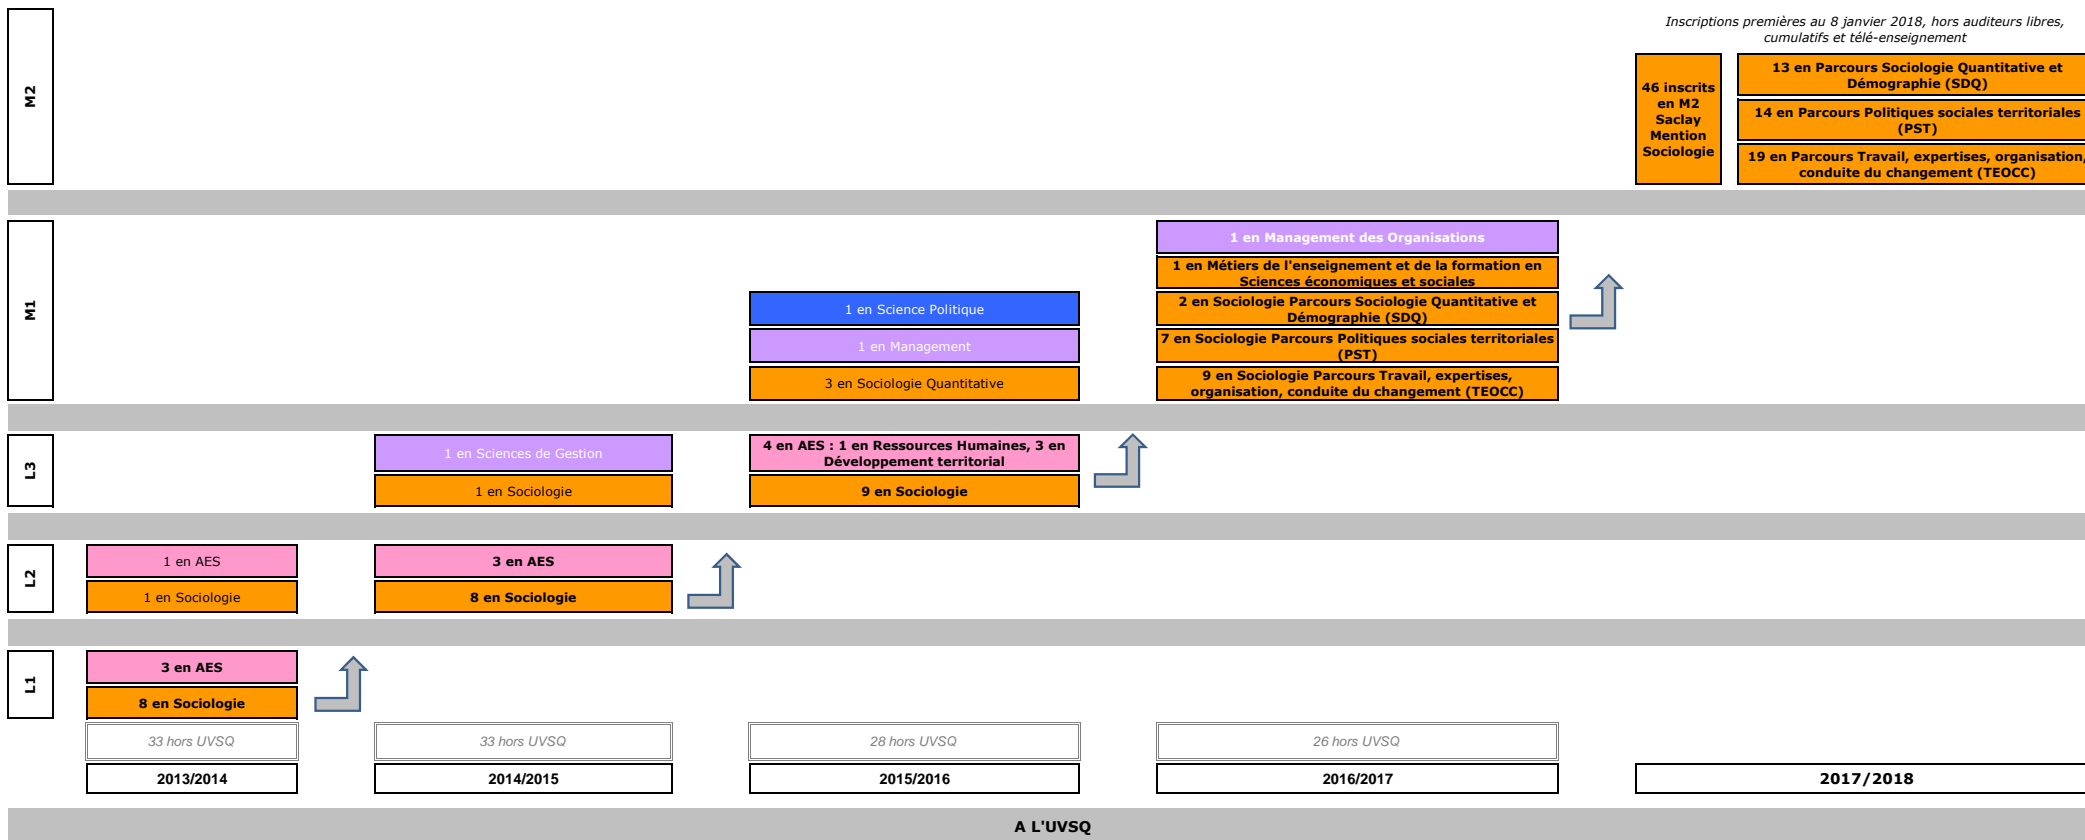 Inscriptions premières au 8 janvier 2018, hors auditeurs libres,
cumulatifs et télé-enseignement
M2
46 inscrits
en M2
Saclay
Mention
Sociologie
13 en Parcours Sociologie Quantitative et
Démographie (SDQ)
14 en Parcours Politiques sociales territoriales
(PST)
19 en Parcours Travail, expertises, organisation,
conduite du changement (TEOCC)
M1
1 en Science Politique
1 en Management
3 en Sociologie Quantitative
1 en Management des Organisations
1 en Métiers de l'enseignement et de la formation en
Sciences économiques et sociales
2 en Sociologie Parcours Sociologie Quantitative et
Démographie (SDQ)
7 en Sociologie Parcours Politiques sociales territoriales
(PST)
9 en Sociologie Parcours Travail, expertises,
organisation, conduite du changement (TEOCC)
L3
1 en Sciences de Gestion
1 en Sociologie
4 en AES : 1 en Ressources Humaines, 3 en
Développement territorial
9 en Sociologie
L2
1 en AES
1 en Sociologie
3 en AES
8 en Sociologie
L1
3 en AES
8 en Sociologie
33 hors UVSQ
33 hors UVSQ
28 hors UVSQ
26 hors UVSQ
2013/2014
2014/2015
2015/2016
2016/2017
2017/2018
A L'UVSQ